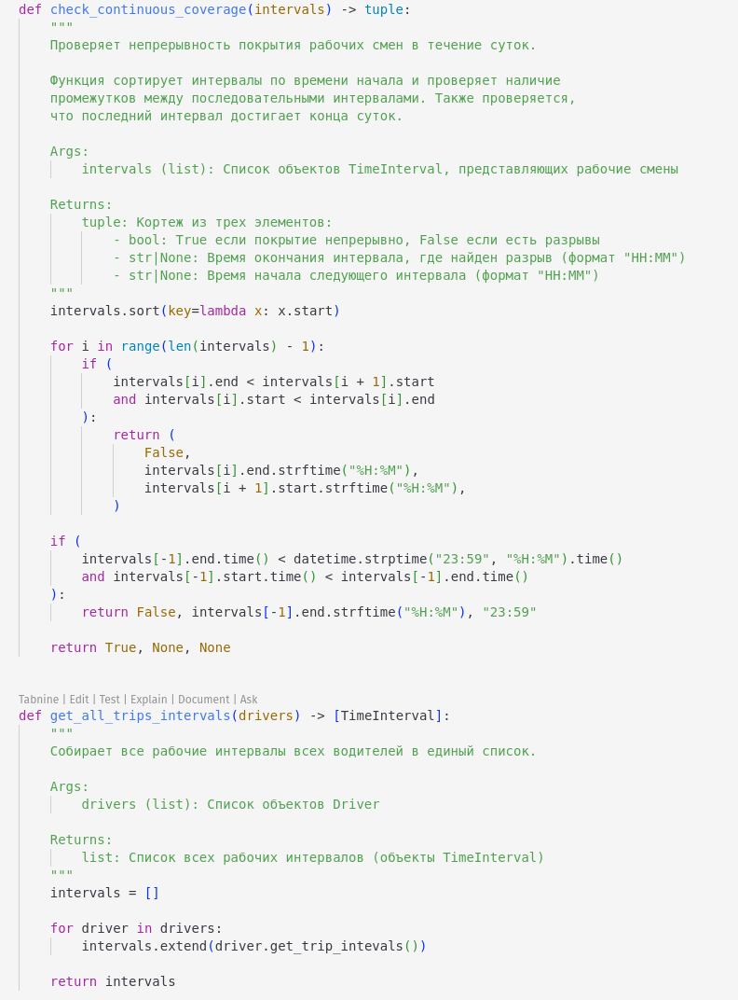 def check_continuous_coverage(intervals) -> tuple:
    """
    Проверяет непрерывность покрытия рабочих смен в течение суток.

    Функция сортирует интервалы по времени начала и проверяет наличие
    промежутков между последовательными интервалами. Также проверяется,
    что последний интервал достигает конца суток.

    Args:
        intervals (list): Список объектов TimeInterval, представляющих рабочие смены

    Returns:
        tuple: Кортеж из трех элементов:
            - bool: True если покрытие непрерывно, False если есть разрывы
            - str|None: Время окончания интервала, где найден разрыв (формат "HH:MM")
            - str|None: Время начала следующего интервала (формат "HH:MM")
    """
    intervals.sort(key=lambda x: x.start)

    for i in range(len(intervals) - 1):
        if (
            intervals[i].end < intervals[i + 1].start
            and intervals[i].start < intervals[i].end
        ):
            return (
                False,
                intervals[i].end.strftime("%H:%M"),
                intervals[i + 1].start.strftime("%H:%M"),
            )

    if (
        intervals[-1].end.time() < datetime.strptime("23:59", "%H:%M").time()
        and intervals[-1].start.time() < intervals[-1].end.time()
    ):
        return False, intervals[-1].end.strftime("%H:%M"), "23:59"

    return True, None, None

Tabnine | Edit | Test | Explain | Document | Ask
def get_all_trips_intervals(drivers) -> [TimeInterval]:
    """
    Собирает все рабочие интервалы всех водителей в единый список.

    Args:
        drivers (list): Список объектов Driver

    Returns:
        list: Список всех рабочих интервалов (объекты TimeInterval)
    """
    intervals = []

    for driver in drivers:
        intervals.extend(driver.get_trip_intevals())

    return intervals